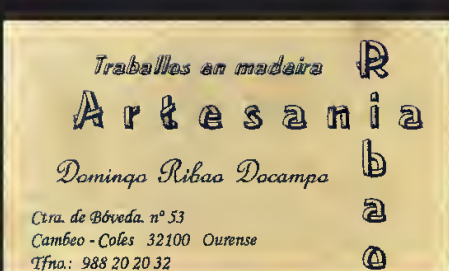 Traballos en madeira
Artesania
Ribao
Domingo Ribao Docampo
Ctra. de Bóveda. nº 53
Cambeo - Coles 32100 Ourense
Tfno.: 988 20 20 32